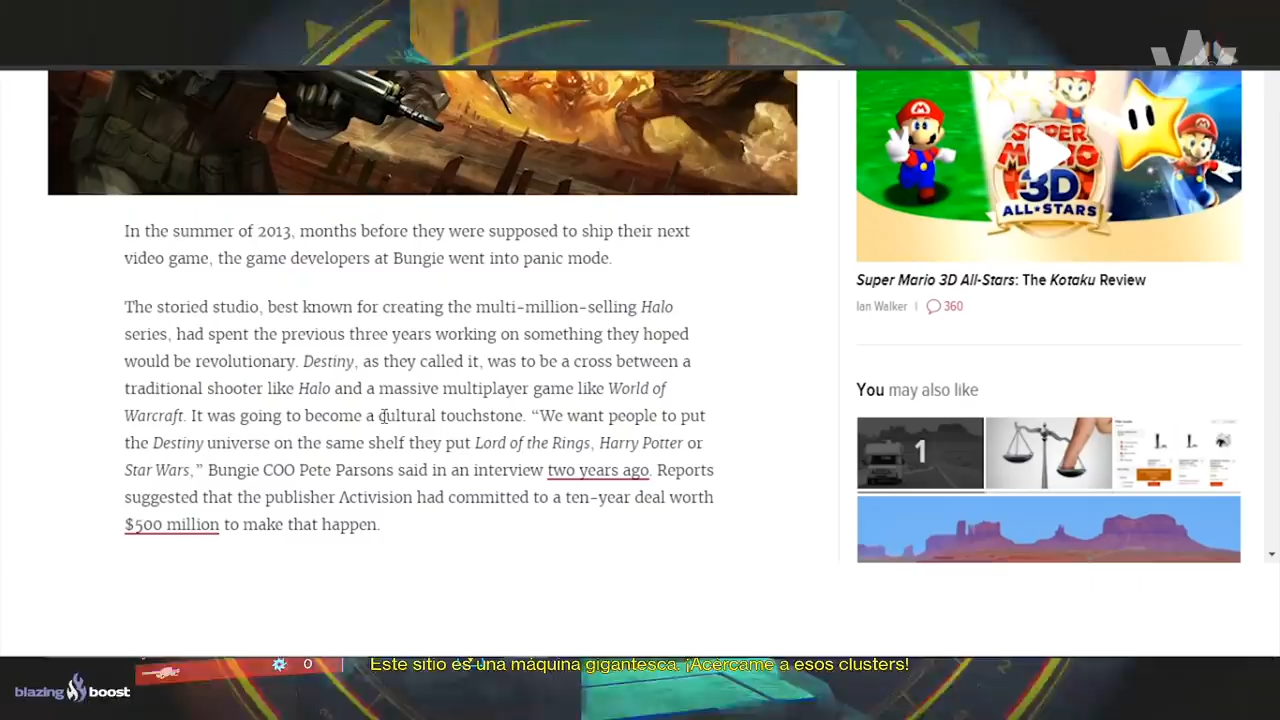 SUPER
MARIO
3D
ALL★STARS
In the summer of 2013, months before they were supposed to ship their next
video game, the game developers at Bungie went into panic mode.
The storied studio, best known for creating the multi-million-selling Halo
series, had spent the previous three years working on something they hoped
would be revolutionary. Destiny, as they called it, was to be a cross between a
traditional shooter like Halo and a massive multiplayer game like World of
Warcraft. It was going to become a cultural touchstone. “We want people to put
the Destiny universe on the same shelf they put Lord of the Rings, Harry Potter or
Star Wars,” Bungie COO Pete Parsons said in an interview two years ago. Reports
suggested that the publisher Activision had committed to a ten-year deal worth
$500 million to make that happen.
Super Mario 3D All-Stars: The Kotaku Review
Ian Walker | 360
You may also like
1
0
Este sitio es una máquina gigantesca. ¡Acércame a esos clusters!
blazing boost